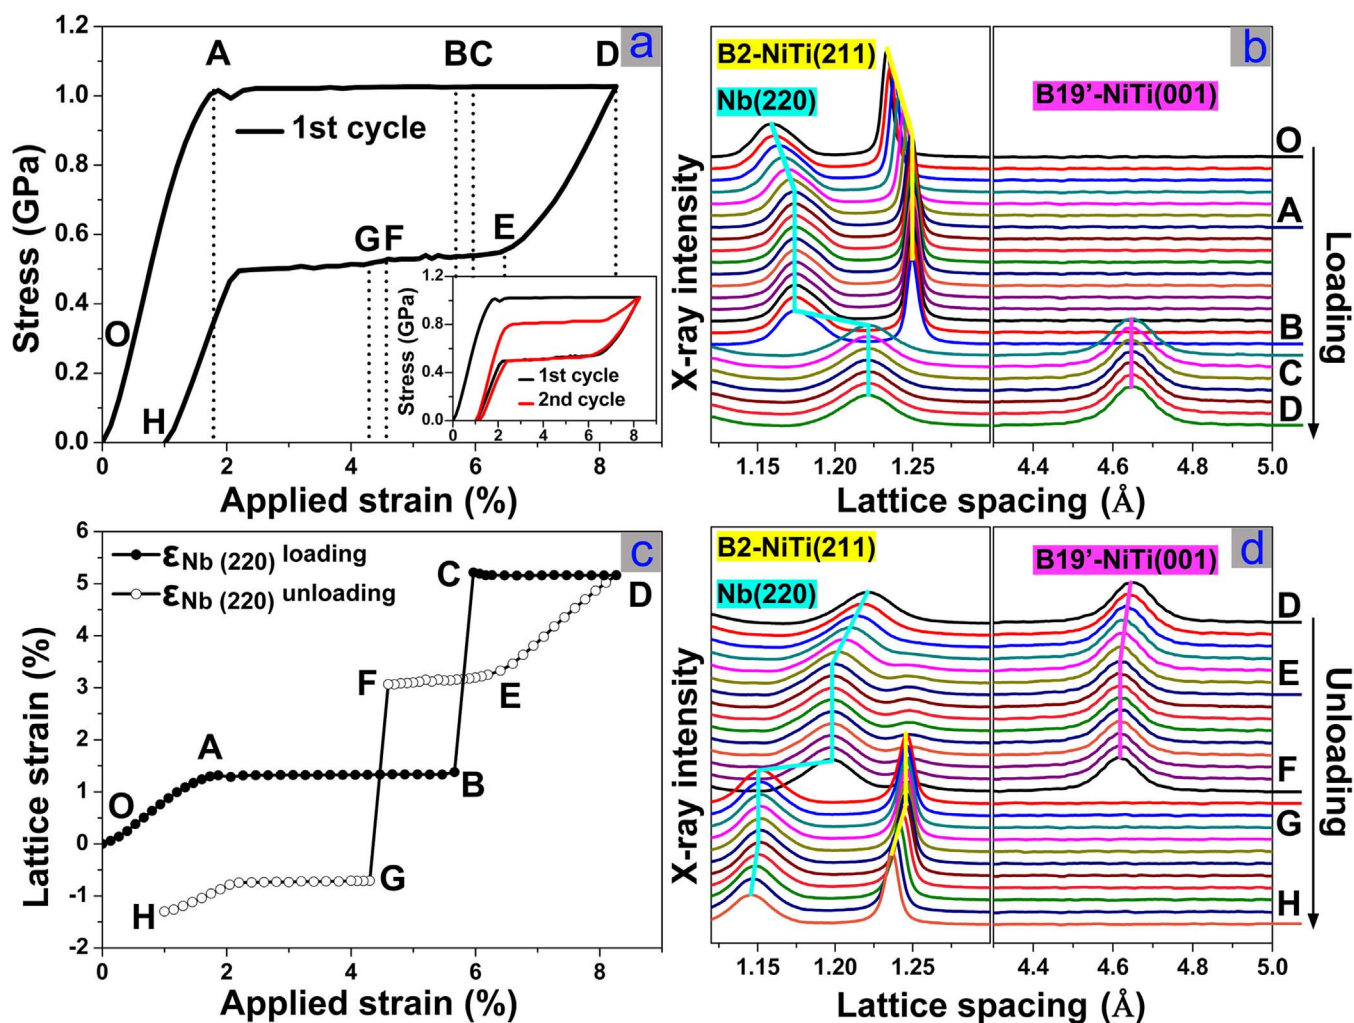 a
Stress (GPa)
1.2
1.0
0.8
0.6
0.4
0.2
0.0
A
B C
D
1st cycle
O
G F
E
H
Stress (GPa)
1.2
0.8
0.4
0.0
1st cycle
2nd cycle
0 2 4 6 8
0 2 4 6 8
Applied strain (%)
b
B2-NiTi(211)
Nb(220)
B19’-NiTi(001)
X-ray intensity
O
A
B
C
D
Loading
1.15 1.20 1.25 4.4 4.6 4.8 5.0
Lattice spacing (Å)
c
Lattice strain (%)
6
5
4
3
2
1
0
-1
-2
εNb (220) loading
εNb (220) unloading
C
D
F
E
A
O
B
G
H
0 2 4 6 8
Applied strain (%)
d
B2-NiTi(211)
Nb(220)
B19’-NiTi(001)
X-ray intensity
D
E
F
G
H
Unloading
1.15 1.20 1.25 4.4 4.6 4.8 5.0
Lattice spacing (Å)